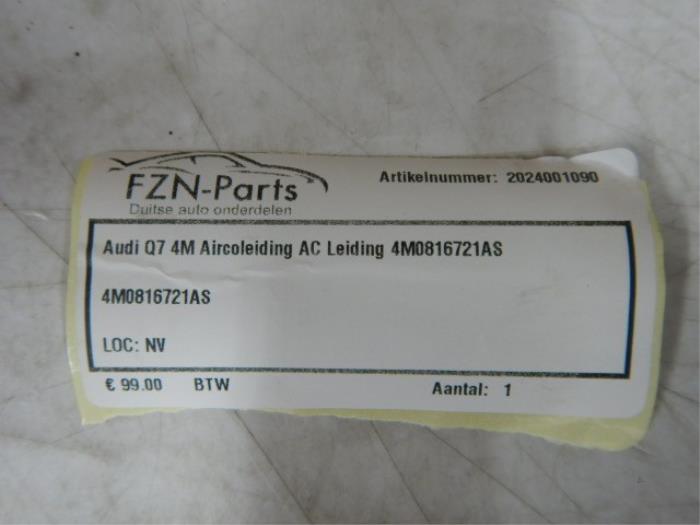 FZN-Parts
Duitse auto onderdelen
Artikelnummer: 2024001090
Audi Q7 4M Aircoleiding AC Leiding 4M0816721AS
4M0816721AS
LOC: NV
€ 99.00 BTW Aantal: 1